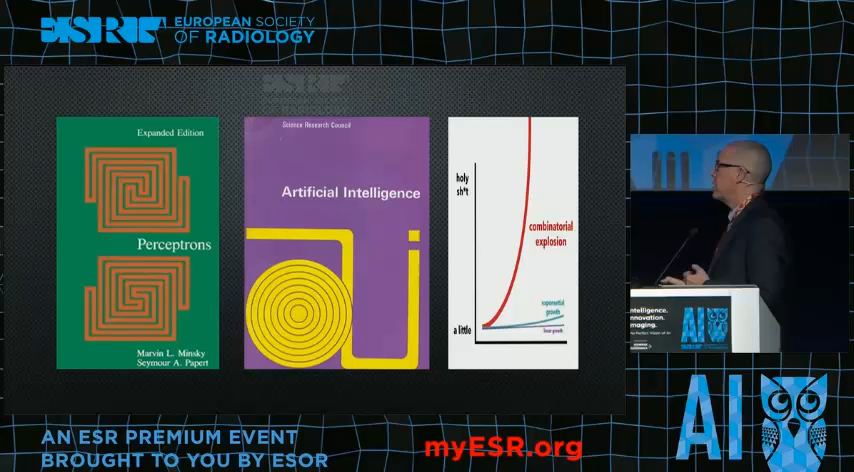 EUROPEAN SOCIETY
OF RADIOLOGY
Expanded Edition
Perceptrons
Marvin L. Minsky
Seymour A. Papert
Science Research Council
Artificial Intelligence
holy
sh*t
combinatorial
explosion
exponential
growth
linear growth
a little
AI
AN ESR PREMIUM EVENT
BROUGHT TO YOU BY ESOR
myESR.org
AI